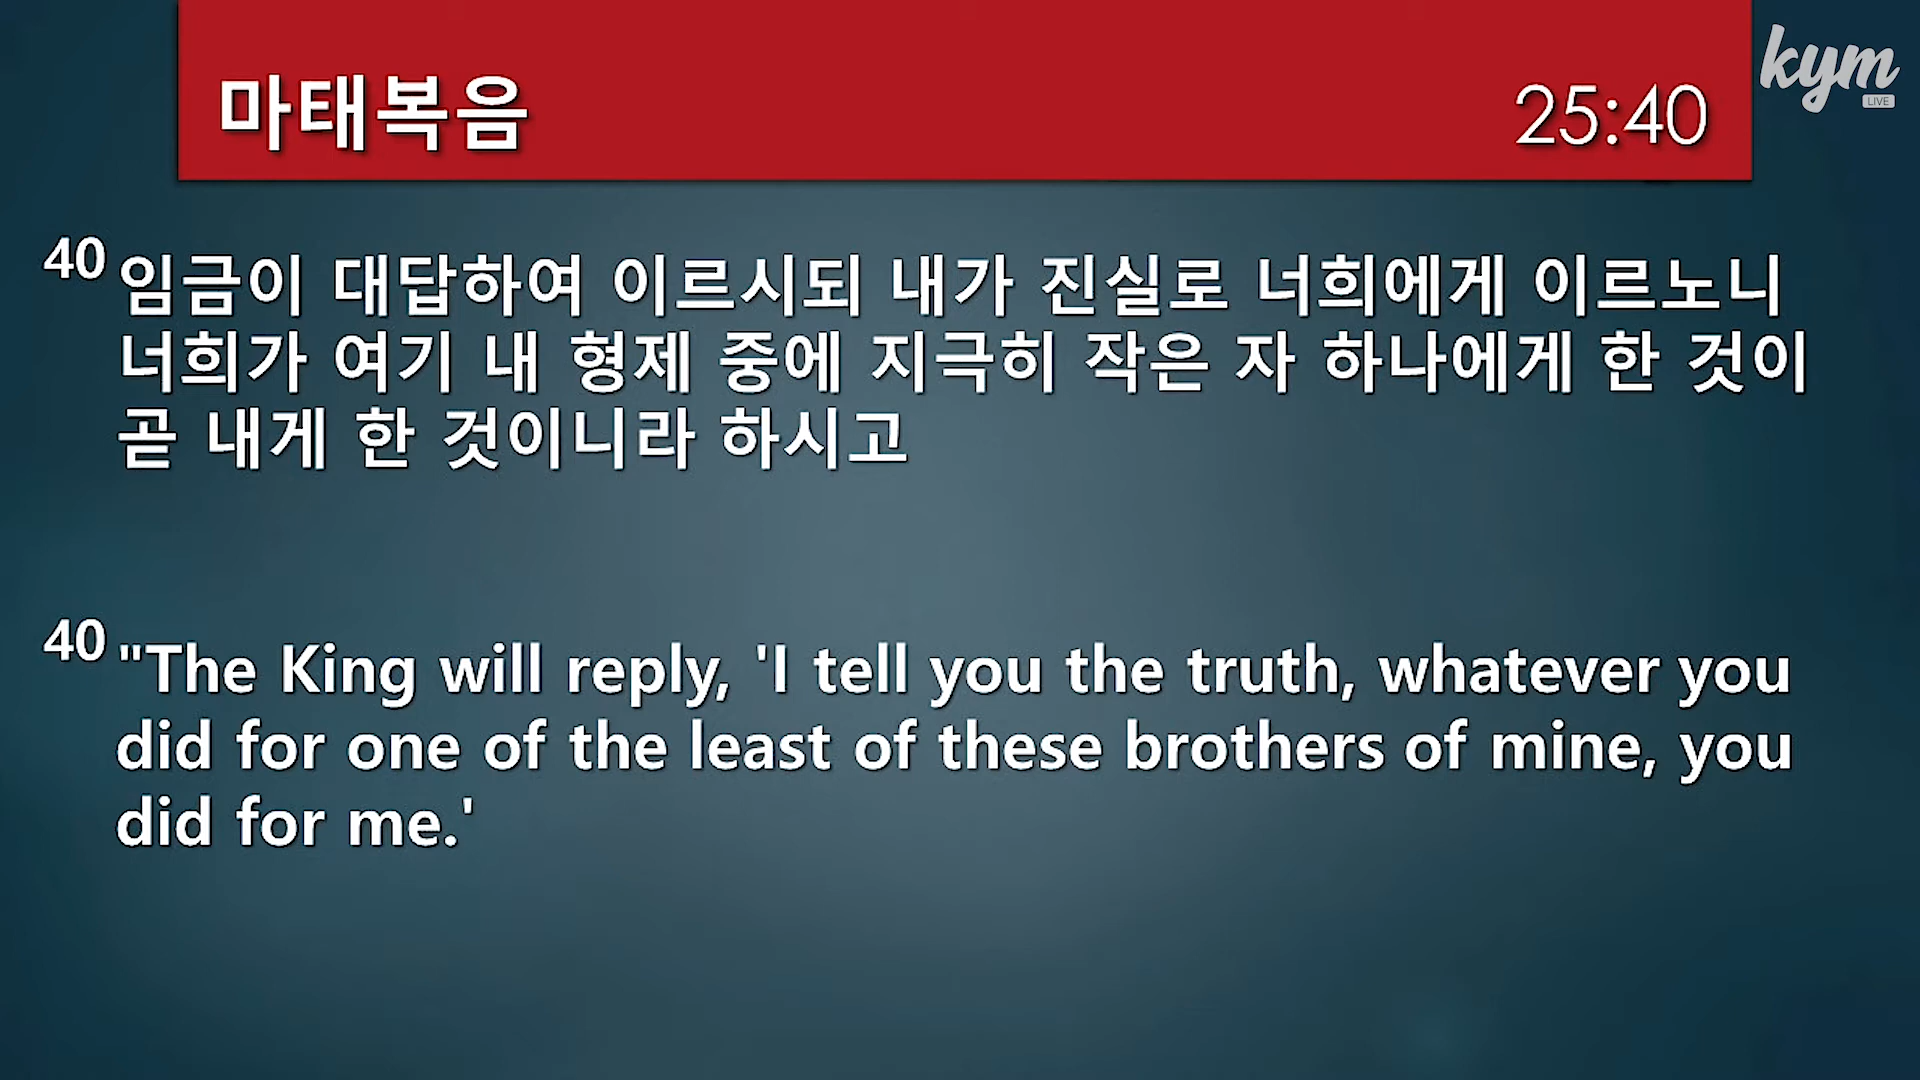 마태복음 25:40
kym
LIVE
40 임금이 대답하여 이르시되 내가 진실로 너희에게 이르노니
너희가 여기 내 형제 중에 지극히 작은 자 하나에게 한 것이
곧 내게 한 것이니라 하시고
40 "The King will reply, 'I tell you the truth, whatever you
did for one of the least of these brothers of mine, you
did for me.'